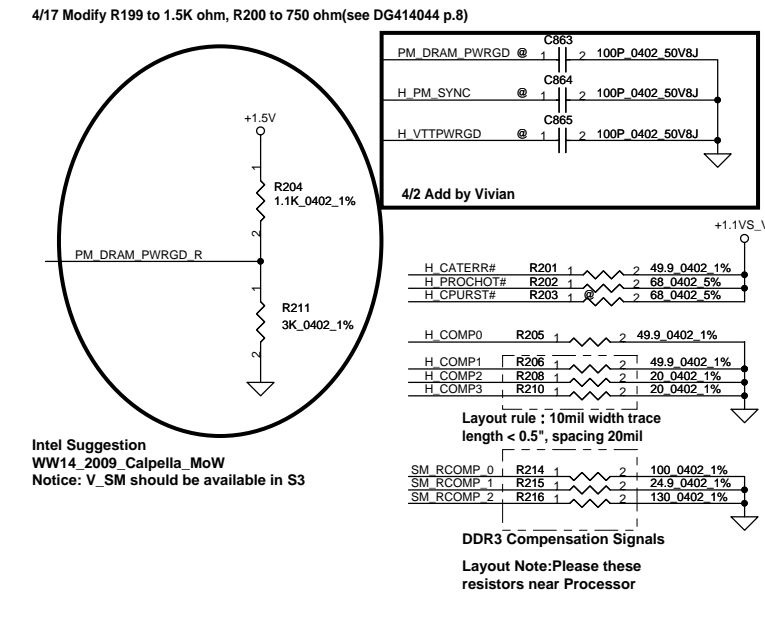 4/17 Modify R199 to 1.5K ohm, R200 to 750 ohm(see DG414044 p.8)
+1.5V
1
R204
1.1K_0402_1%
2
PM_DRAM_PWRGD_R
1
R211
3K_0402_1%
2
Intel Suggestion
WW14_2009_Calpella_MoW
Notice: V_SM should be available in S3
C863
PM_DRAM_PWRGD @ 1 2 100P_0402_50V8J
C864
H_PM_SYNC @ 1 2 100P_0402_50V8J
C865
H_VTTPWRGD @ 1 2 100P_0402_50V8J
4/2 Add by Vivian
+1.1VS_V
H_CATERR# R201 1 2 49.9_0402_1%
H_PROCHOT# R202 1 2 68_0402_5%
H_CPURST# R203 1 @ 2 68_0402_5%
H_COMP0 R205 1 2 49.9_0402_1%
H_COMP1 R206 1 2 49.9_0402_1%
H_COMP2 R208 1 2 20_0402_1%
H_COMP3 R210 1 2 20_0402_1%
Layout rule : 10mil width trace
length < 0.5", spacing 20mil
SM_RCOMP_0 R214 1 2 100_0402_1%
SM_RCOMP_1 R215 1 2 24.9_0402_1%
SM_RCOMP_2 R216 1 2 130_0402_1%
DDR3 Compensation Signals
Layout Note:Please these
resistors near Processor